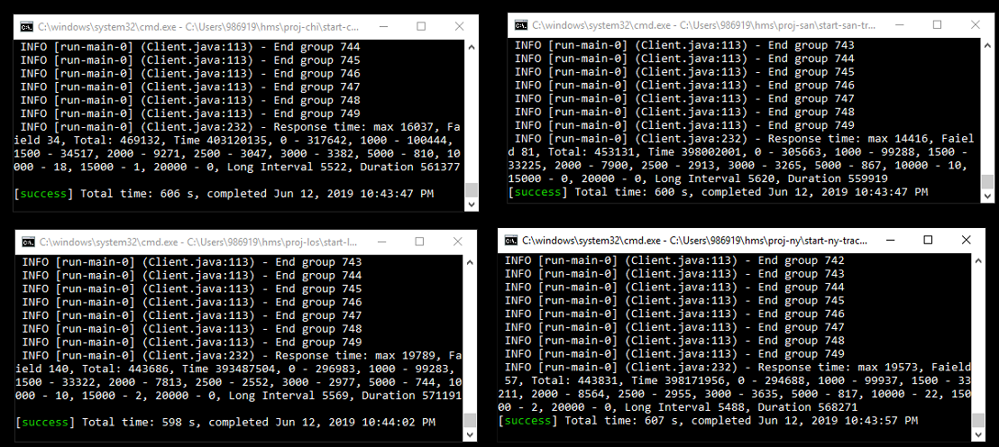 C:\windows\system32\cmd.exe - C:\Users\986919\hms\proj-chi\start-c...
INFO [run-main-0] (Client.java:113) - End group 744
INFO [run-main-0] (Client.java:113) - End group 745
INFO [run-main-0] (Client.java:113) - End group 746
INFO [run-main-0] (Client.java:113) - End group 747
INFO [run-main-0] (Client.java:113) - End group 748
INFO [run-main-0] (Client.java:113) - End group 749
INFO [run-main-0] (Client.java:232) - Response time: max 16037, Fa
ield 34, Total: 469132, Time 403120135, 0 - 317642, 1000 - 100444,
1500 - 34517, 2000 - 9271, 2500 - 3047, 3000 - 3382, 5000 - 810, 10
000 - 18, 15000 - 1, 20000 - 0, Long Interval 5522, Duration 561377
[success] Total time: 606 s, completed Jun 12, 2019 10:43:47 PM
C:\windows\system32\cmd.exe - C:\Users\986919\hms\proj-san\start-san-tr...
INFO [run-main-0] (Client.java:113) - End group 743
INFO [run-main-0] (Client.java:113) - End group 744
INFO [run-main-0] (Client.java:113) - End group 745
INFO [run-main-0] (Client.java:113) - End group 746
INFO [run-main-0] (Client.java:113) - End group 747
INFO [run-main-0] (Client.java:113) - End group 748
INFO [run-main-0] (Client.java:113) - End group 749
INFO [run-main-0] (Client.java:232) - Response time: max 14416, Faiel
d 81, Total: 453131, Time 398002001, 0 - 305663, 1000 - 99288, 1500 -
33225, 2000 - 7900, 2500 - 2913, 3000 - 3265, 5000 - 867, 10000 - 10,
15000 - 0, 20000 - 0, Long Interval 5620, Duration 559919
[success] Total time: 600 s, completed Jun 12, 2019 10:43:47 PM
C:\windows\system32\cmd.exe - C:\Users\986919\hms\proj-los\start-l...
INFO [run-main-0] (Client.java:113) - End group 743
INFO [run-main-0] (Client.java:113) - End group 744
INFO [run-main-0] (Client.java:113) - End group 745
INFO [run-main-0] (Client.java:113) - End group 746
INFO [run-main-0] (Client.java:113) - End group 747
INFO [run-main-0] (Client.java:113) - End group 748
INFO [run-main-0] (Client.java:113) - End group 749
INFO [run-main-0] (Client.java:232) - Response time: max 19789, Fa
ield 140, Total: 443686, Time 393487504, 0 - 296983, 1000 - 99283,
1500 - 33322, 2000 - 7813, 2500 - 2552, 3000 - 2977, 5000 - 744, 10
000 - 10, 15000 - 2, 20000 - 0, Long Interval 5569, Duration 571191
[success] Total time: 598 s, completed Jun 12, 2019 10:44:02 PM
C:\windows\system32\cmd.exe - C:\Users\986919\hms\proj-ny\start-ny-trac...
INFO [run-main-0] (Client.java:113) - End group 742
INFO [run-main-0] (Client.java:113) - End group 743
INFO [run-main-0] (Client.java:113) - End group 744
INFO [run-main-0] (Client.java:113) - End group 745
INFO [run-main-0] (Client.java:113) - End group 746
INFO [run-main-0] (Client.java:113) - End group 747
INFO [run-main-0] (Client.java:113) - End group 748
INFO [run-main-0] (Client.java:113) - End group 749
INFO [run-main-0] (Client.java:232) - Response time: max 19573, Faield
57, Total: 443831, Time 398171956, 0 - 294688, 1000 - 99937, 1500 - 33
211, 2000 - 8564, 2500 - 2955, 3000 - 3635, 5000 - 817, 10000 - 22, 150
00 - 2, 20000 - 0, Long Interval 5488, Duration 568271
[success] Total time: 607 s, completed Jun 12, 2019 10:43:57 PM